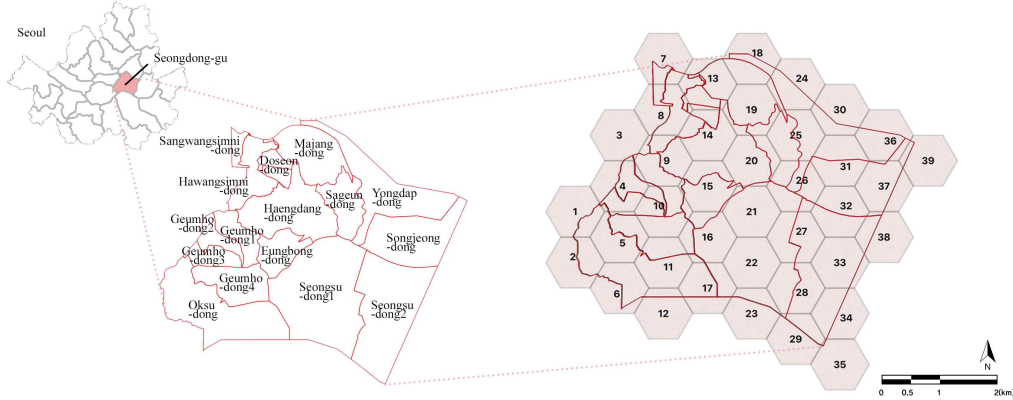 Seoul
Seongdong-gu
Sangwangsimni
-dong
Majang
-dong
Doseon
-dong
Hawangsimni
-dong
Sageun
-dong
Yongdap
-dong
Haengdang
-dong
Geumho
-dong2
Geumho
-dong1
Songjeong
-dong
Geumho
-dong3
Eungbong
-dong
Geumho
-dong4
Seongsu
-dong1
Oksu
-dong
Seongsu
-dong2
1
2
3
4
5
6
7
8
9
10
11
12
13
14
15
16
17
18
19
20
21
22
23
24
25
26
27
28
29
30
31
32
33
34
35
36
37
38
39
N
0 0,5 1 2(km)